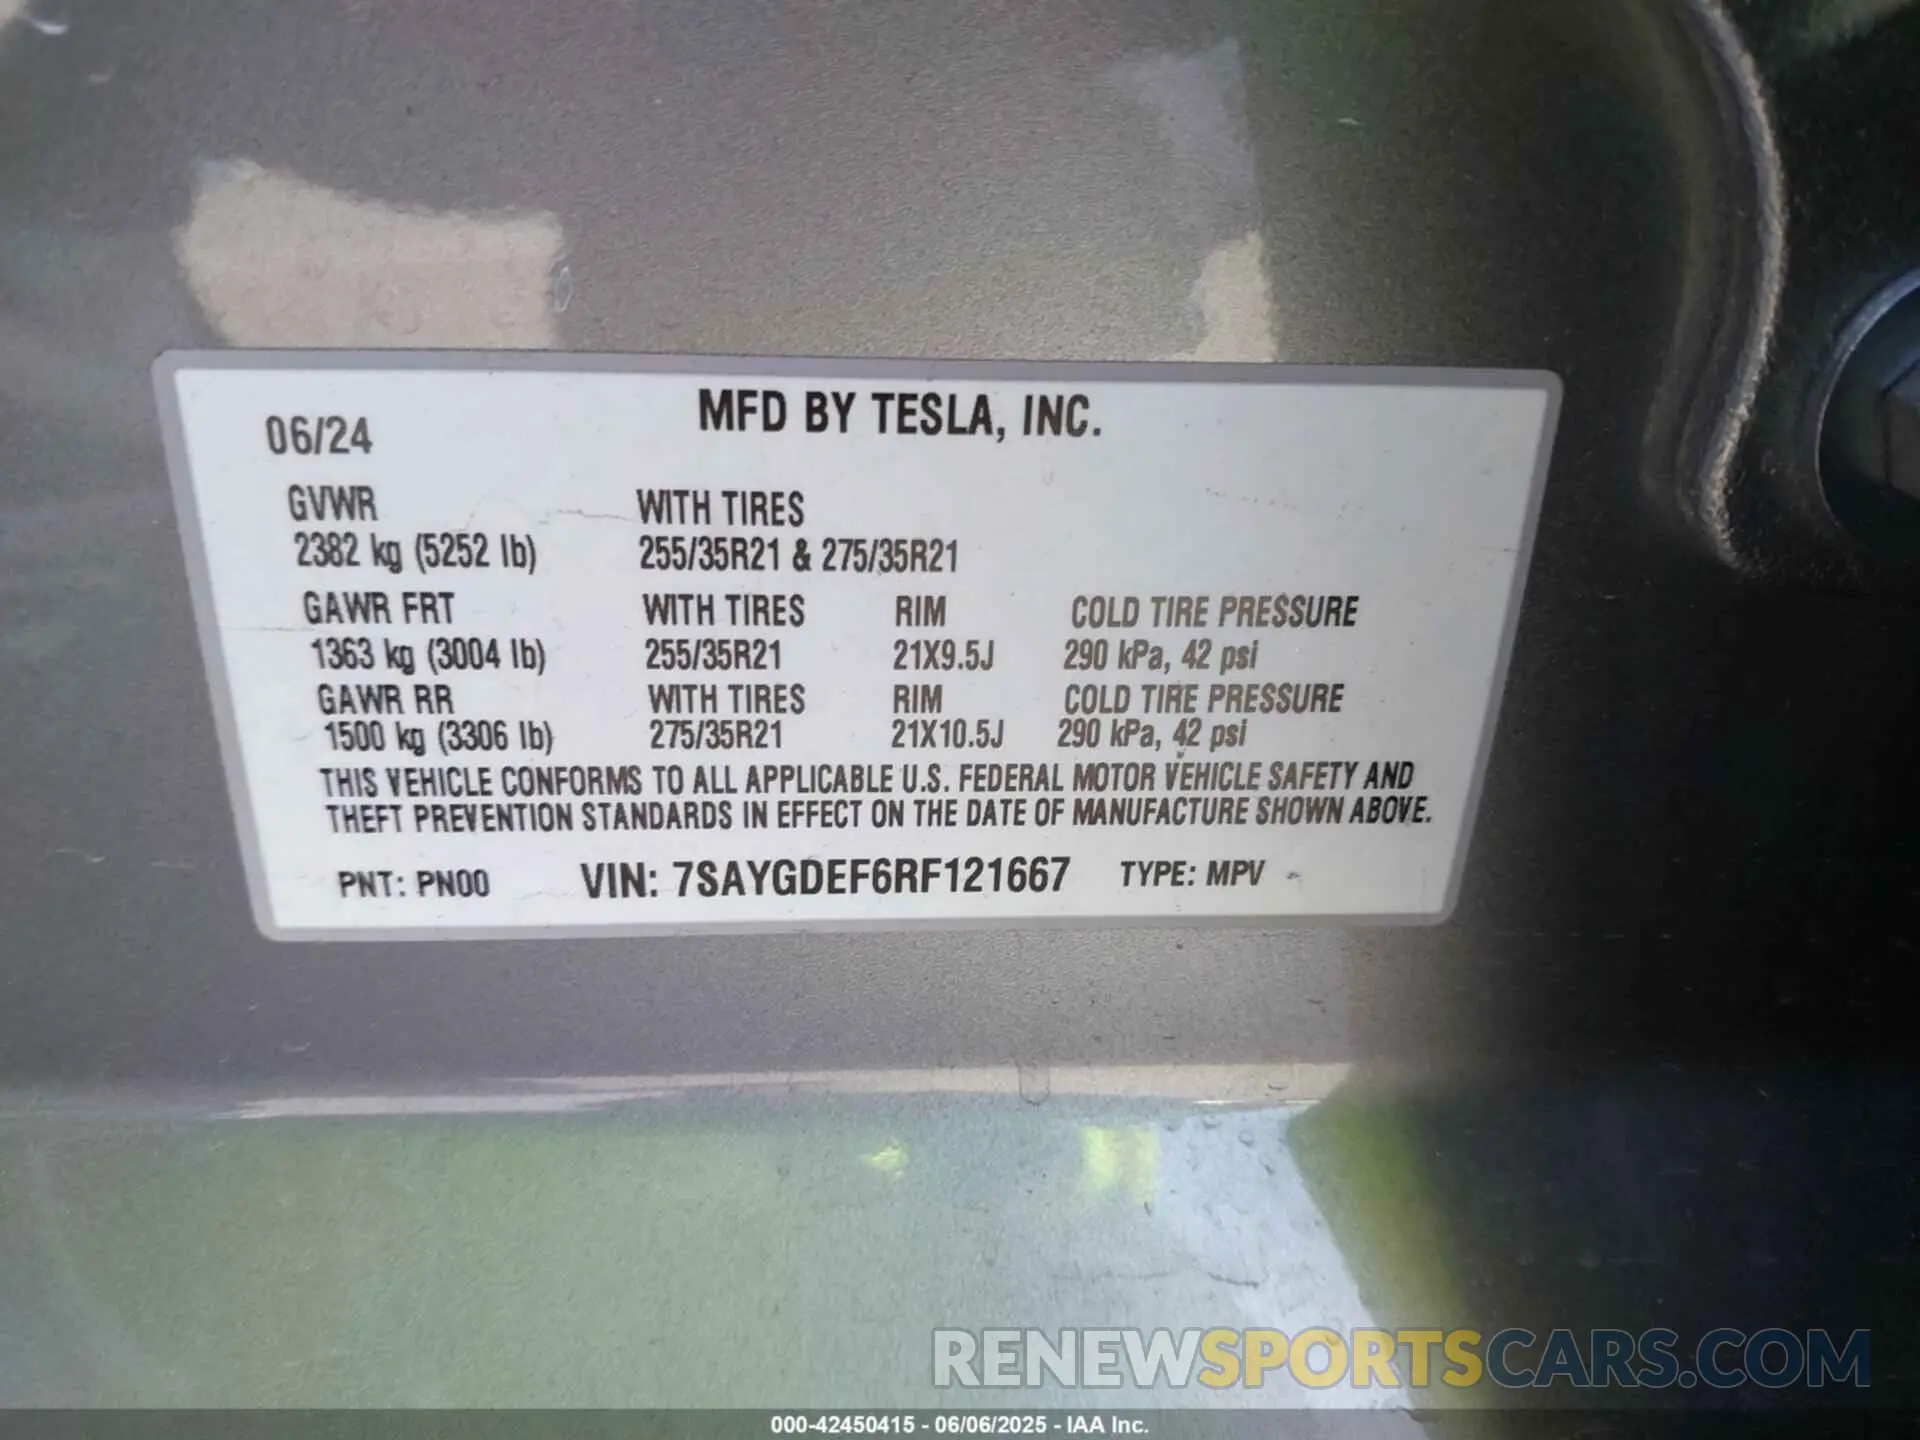 06/24 MFD BY TESLA, INC.
GVWR WITH TIRES
2382 kg (5252 lb) 255/35R21 & 275/35R21
GAWR FRT WITH TIRES RIM COLD TIRE PRESSURE
1363 kg (3004 lb) 255/35R21 21X9.5J 290 kPa, 42 psi
GAWR RR WITH TIRES RIM COLD TIRE PRESSURE
1500 kg (3306 lb) 275/35R21 21X10.5J 290 kPa, 42 psi
THIS VEHICLE CONFORMS TO ALL APPLICABLE U.S. FEDERAL MOTOR VEHICLE SAFETY AND
THEFT PREVENTION STANDARDS IN EFFECT ON THE DATE OF MANUFACTURE SHOWN ABOVE.
PNT: PN00 VIN: 7SAYGDEF6RF121667 TYPE: MPV
RENEWSPORTSCARS.COM
000-42450415 - 06/06/2025 - IAA Inc.